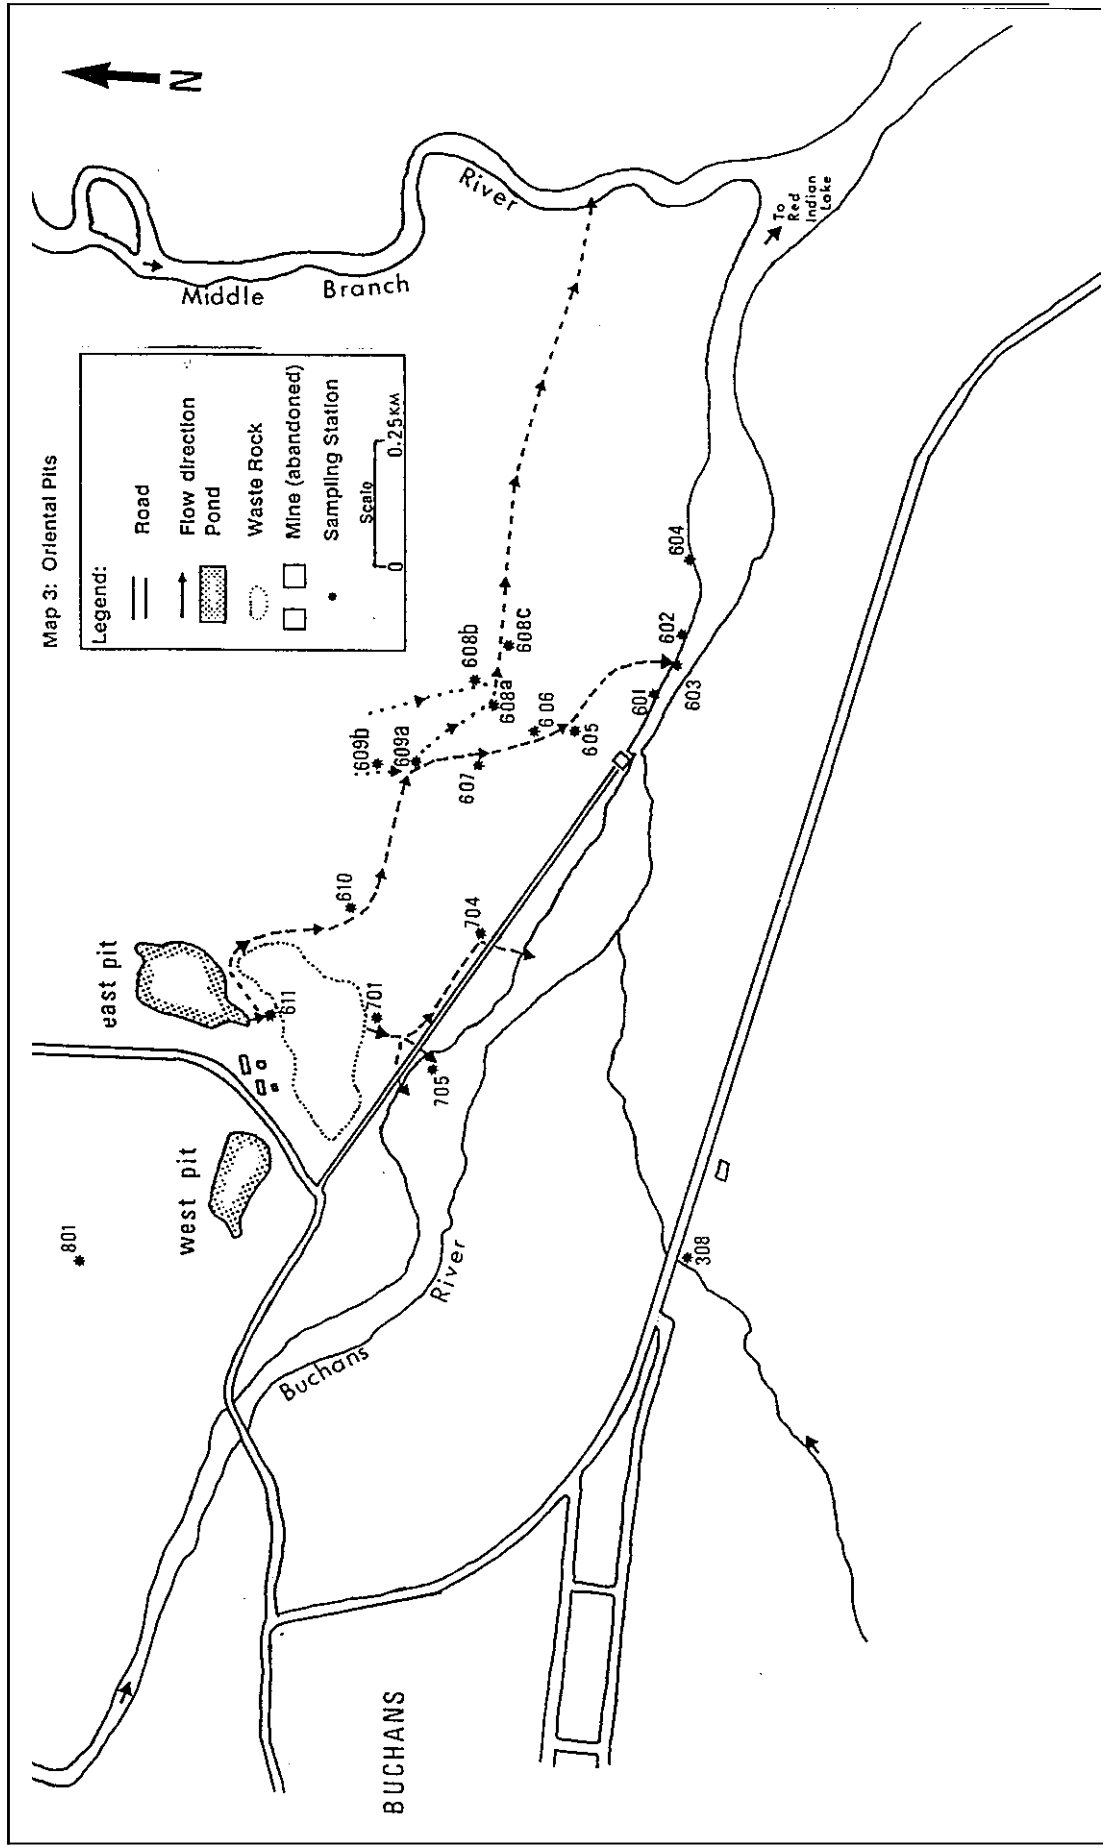 Map 3: Oriental Pits
Legend:
Road
Flow direction
Pond
Waste Rock
Mine (abandoned)
Sampling Station
Scale
0
0.25KM
N
Middle
Branch
River
To
Red
Indian
Lake
east pit
west pit
801
611
610
609b
609a
608b
608a
608C
607
606
605
604
602
601
603
701
704
705
308
Buchans
River
BUCHANS